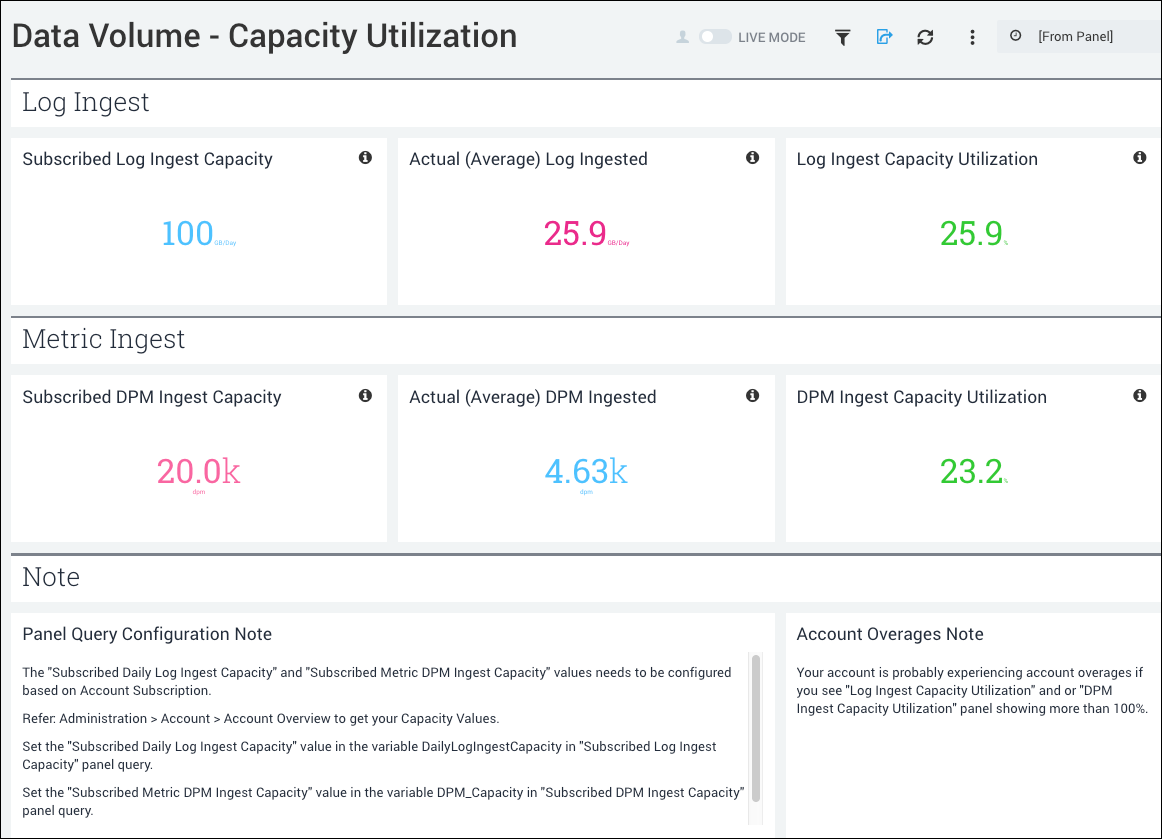 Data Volume - Capacity Utilization
LIVE MODE
[From Panel]
Log Ingest
Subscribed Log Ingest Capacity
100 GB/Day
Actual (Average) Log Ingested
25.9 GB/Day
Log Ingest Capacity Utilization
25.9 %
Metric Ingest
Subscribed DPM Ingest Capacity
20.0k
dpm
Actual (Average) DPM Ingested
4.63k
dpm
DPM Ingest Capacity Utilization
23.2 %
Note
Panel Query Configuration Note
The "Subscribed Daily Log Ingest Capacity" and "Subscribed Metric DPM Ingest Capacity" values needs to be configured
based on Account Subscription.
Refer: Administration > Account > Account Overview to get your Capacity Values.
Set the "Subscribed Daily Log Ingest Capacity" value in the variable DailyLogIngestCapacity in "Subscribed Log Ingest
Capacity" panel query.
Set the "Subscribed Metric DPM Ingest Capacity" value in the variable DPM_Capacity in "Subscribed DPM Ingest Capacity"
panel query.
Account Overages Note
Your account is probably experiencing account overages if
you see "Log Ingest Capacity Utilization" and or "DPM
Ingest Capacity Utilization" panel showing more than 100%.